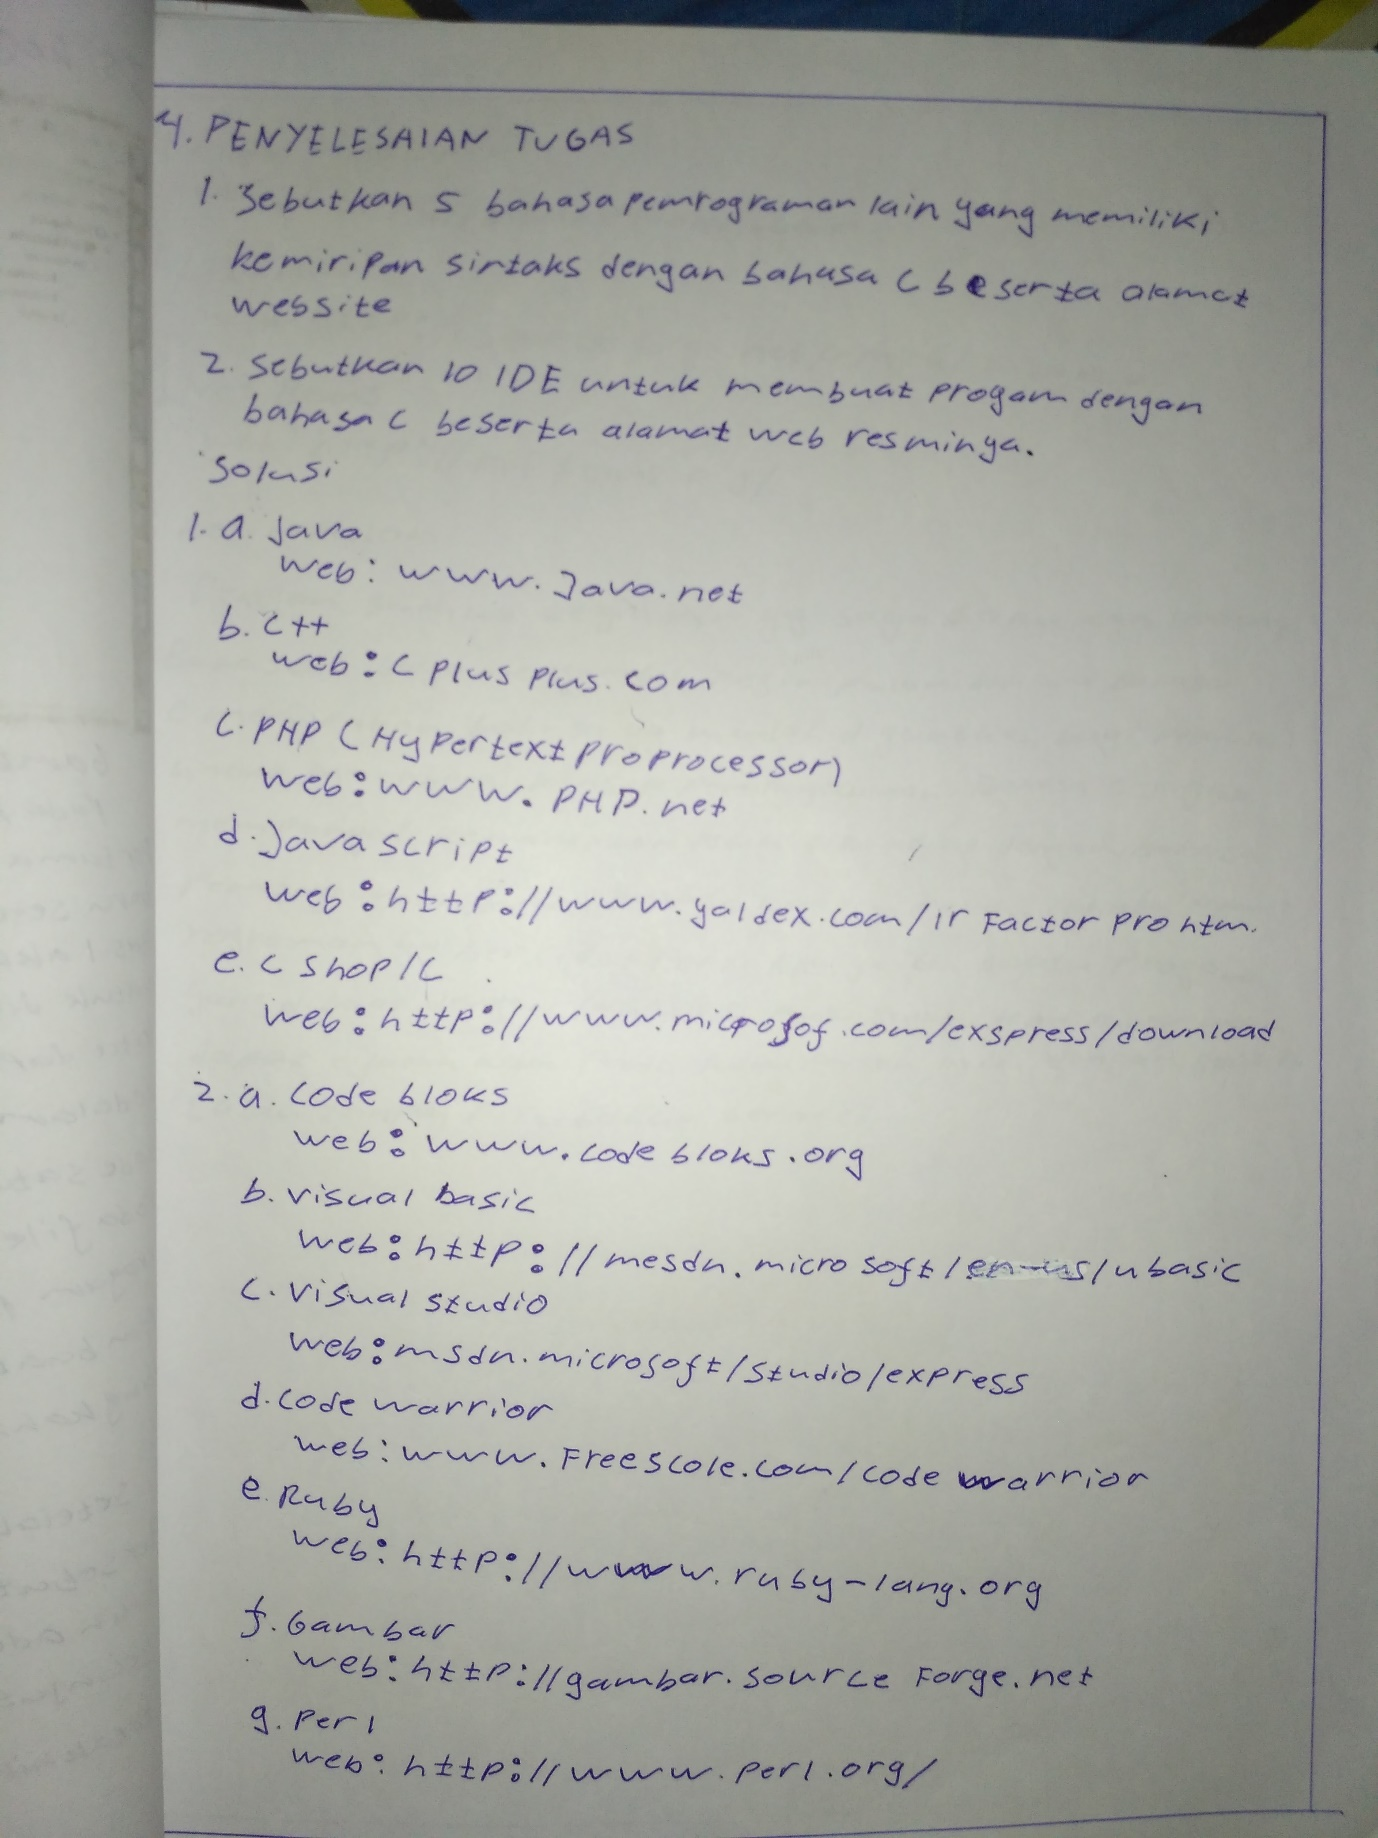 4. PENYELESAIAN TUGAS
1. Sebutkan 5 bahasa pemrograman lain yang memiliki
kemiripan sintaks dengan bahasa C beserta alamat
website
2. Sebutkan 10 IDE untuk membuat progam dengan
bahasa C beserta alamat web resminya.
Solusi
1. a. Java
web: www.Java.net
b. C++
web: C plus plus.com
C. PHP (Hypertext proprocessor)
web: www.PHP.net
d. Java script
web: http://www.yaldex.com/Ir Factor pro htm.
e. C shop/C
web: http://www.microsof.com/exspress/download
2. a. Code bloks
web: www.code bloks.org
b. Visual basic
web: http://mesdn.micro soft/en-us/ubasic
C. Visual studio
web: msdn.microsoft/studio/express
d. Code warrior
web: www.Freescole.com/code warrior
e. Ruby
web: http://www.ruby-lang.org
f. Gambar
web: http://gambar.source Forge.net
g. perl
web: http://www.perl.org/